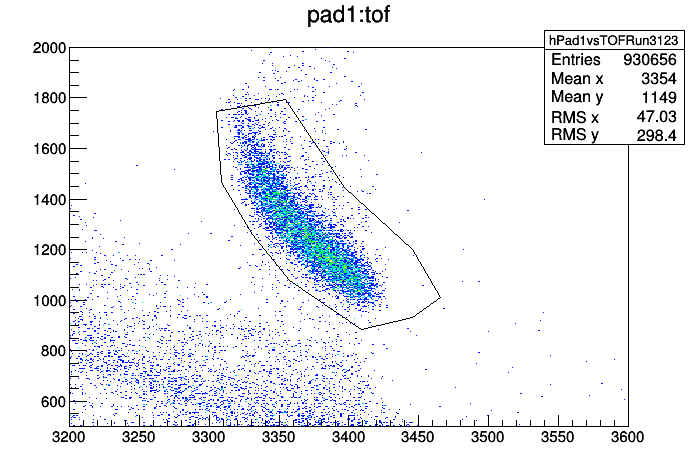 pad1:tof
hPad1vsTOFRun3123
Entries 930656
Mean x 3354
Mean y 1149
RMS x 47.03
RMS y 298.4
2000
1800
1600
1400
1200
1000
800
600
3200 3250 3300 3350 3400 3450 3500 3550 3600